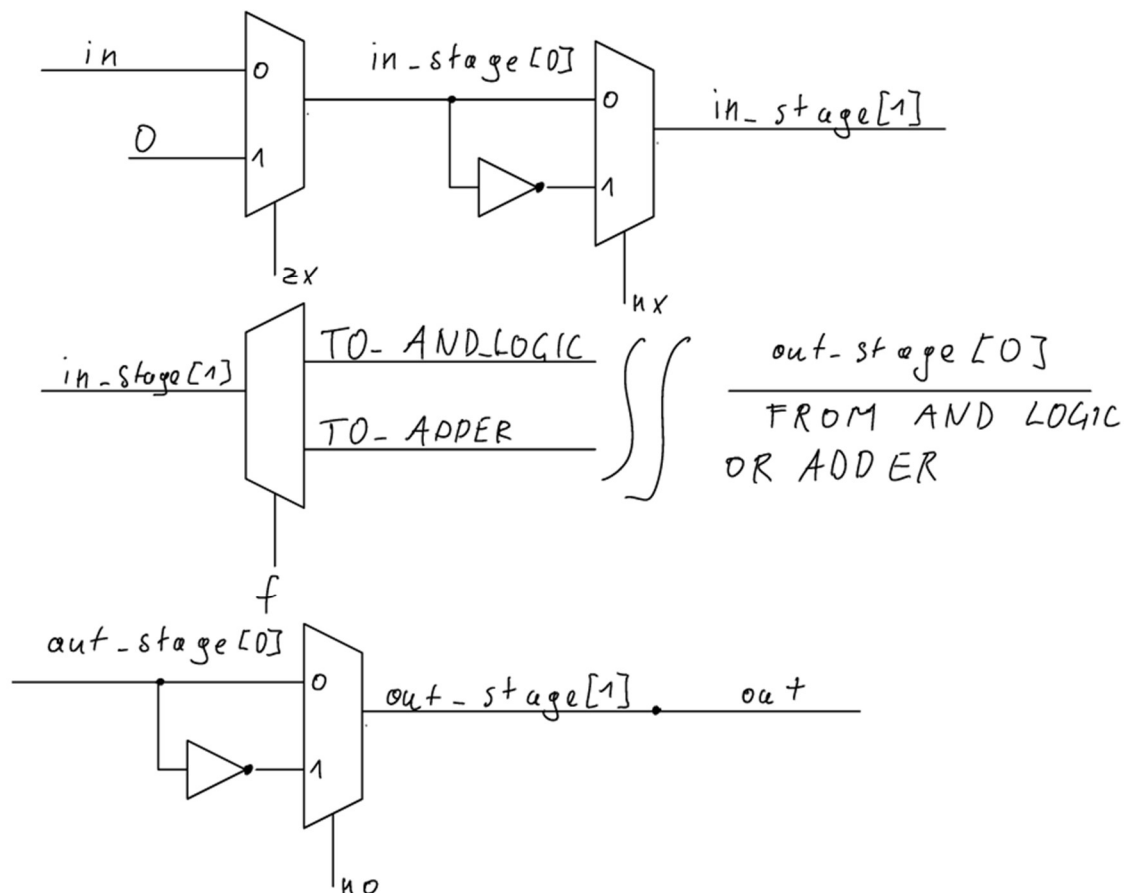 in
0
0
1
zx
in_stage[0]
0
1
nx
in_stage[1]
in_stage[1]
TO_AND_LOGIC
TO_ADDER
f
out_stage[0]
FROM AND LOGIC
OR ADDER
out_stage[0]
0
1
no
out_stage[1]
out